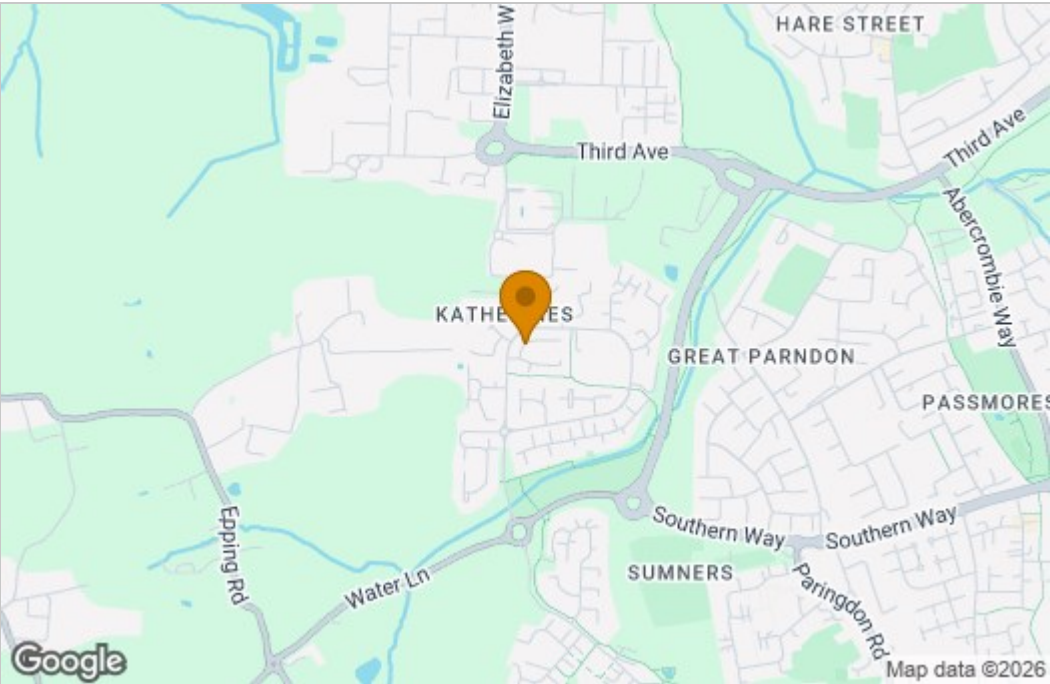 HARE STREET
Elizabeth W
Third Ave
Third Ave
Abercrombie Way
GREAT PARNDON
PASSMORES
Epping Rd
Southern Way
Southern Way
SUMNERS
Water Ln
Paringdon Rd
Google
Map data ©2026